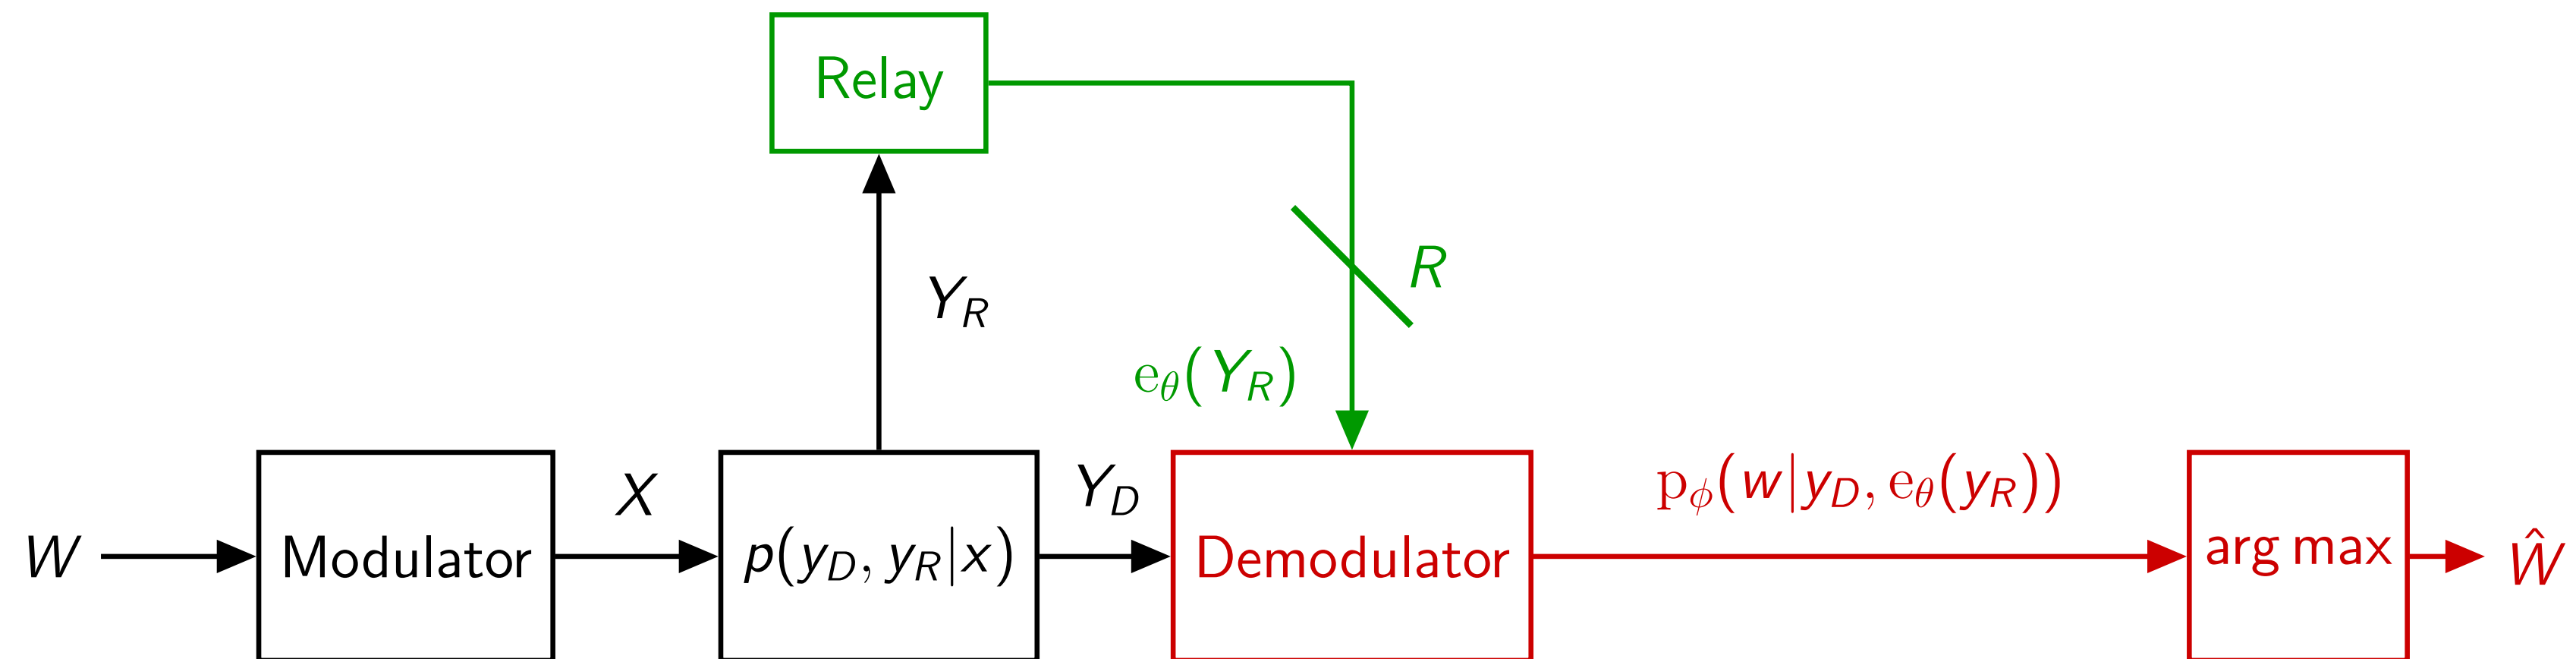 Relay
Y_R
R
e_θ(Y_R)
W
Modulator
X
p(y_D, y_R|x)
Y_D
Demodulator
p_ϕ(w|y_D, e_θ(y_R))
arg max
Ŵ